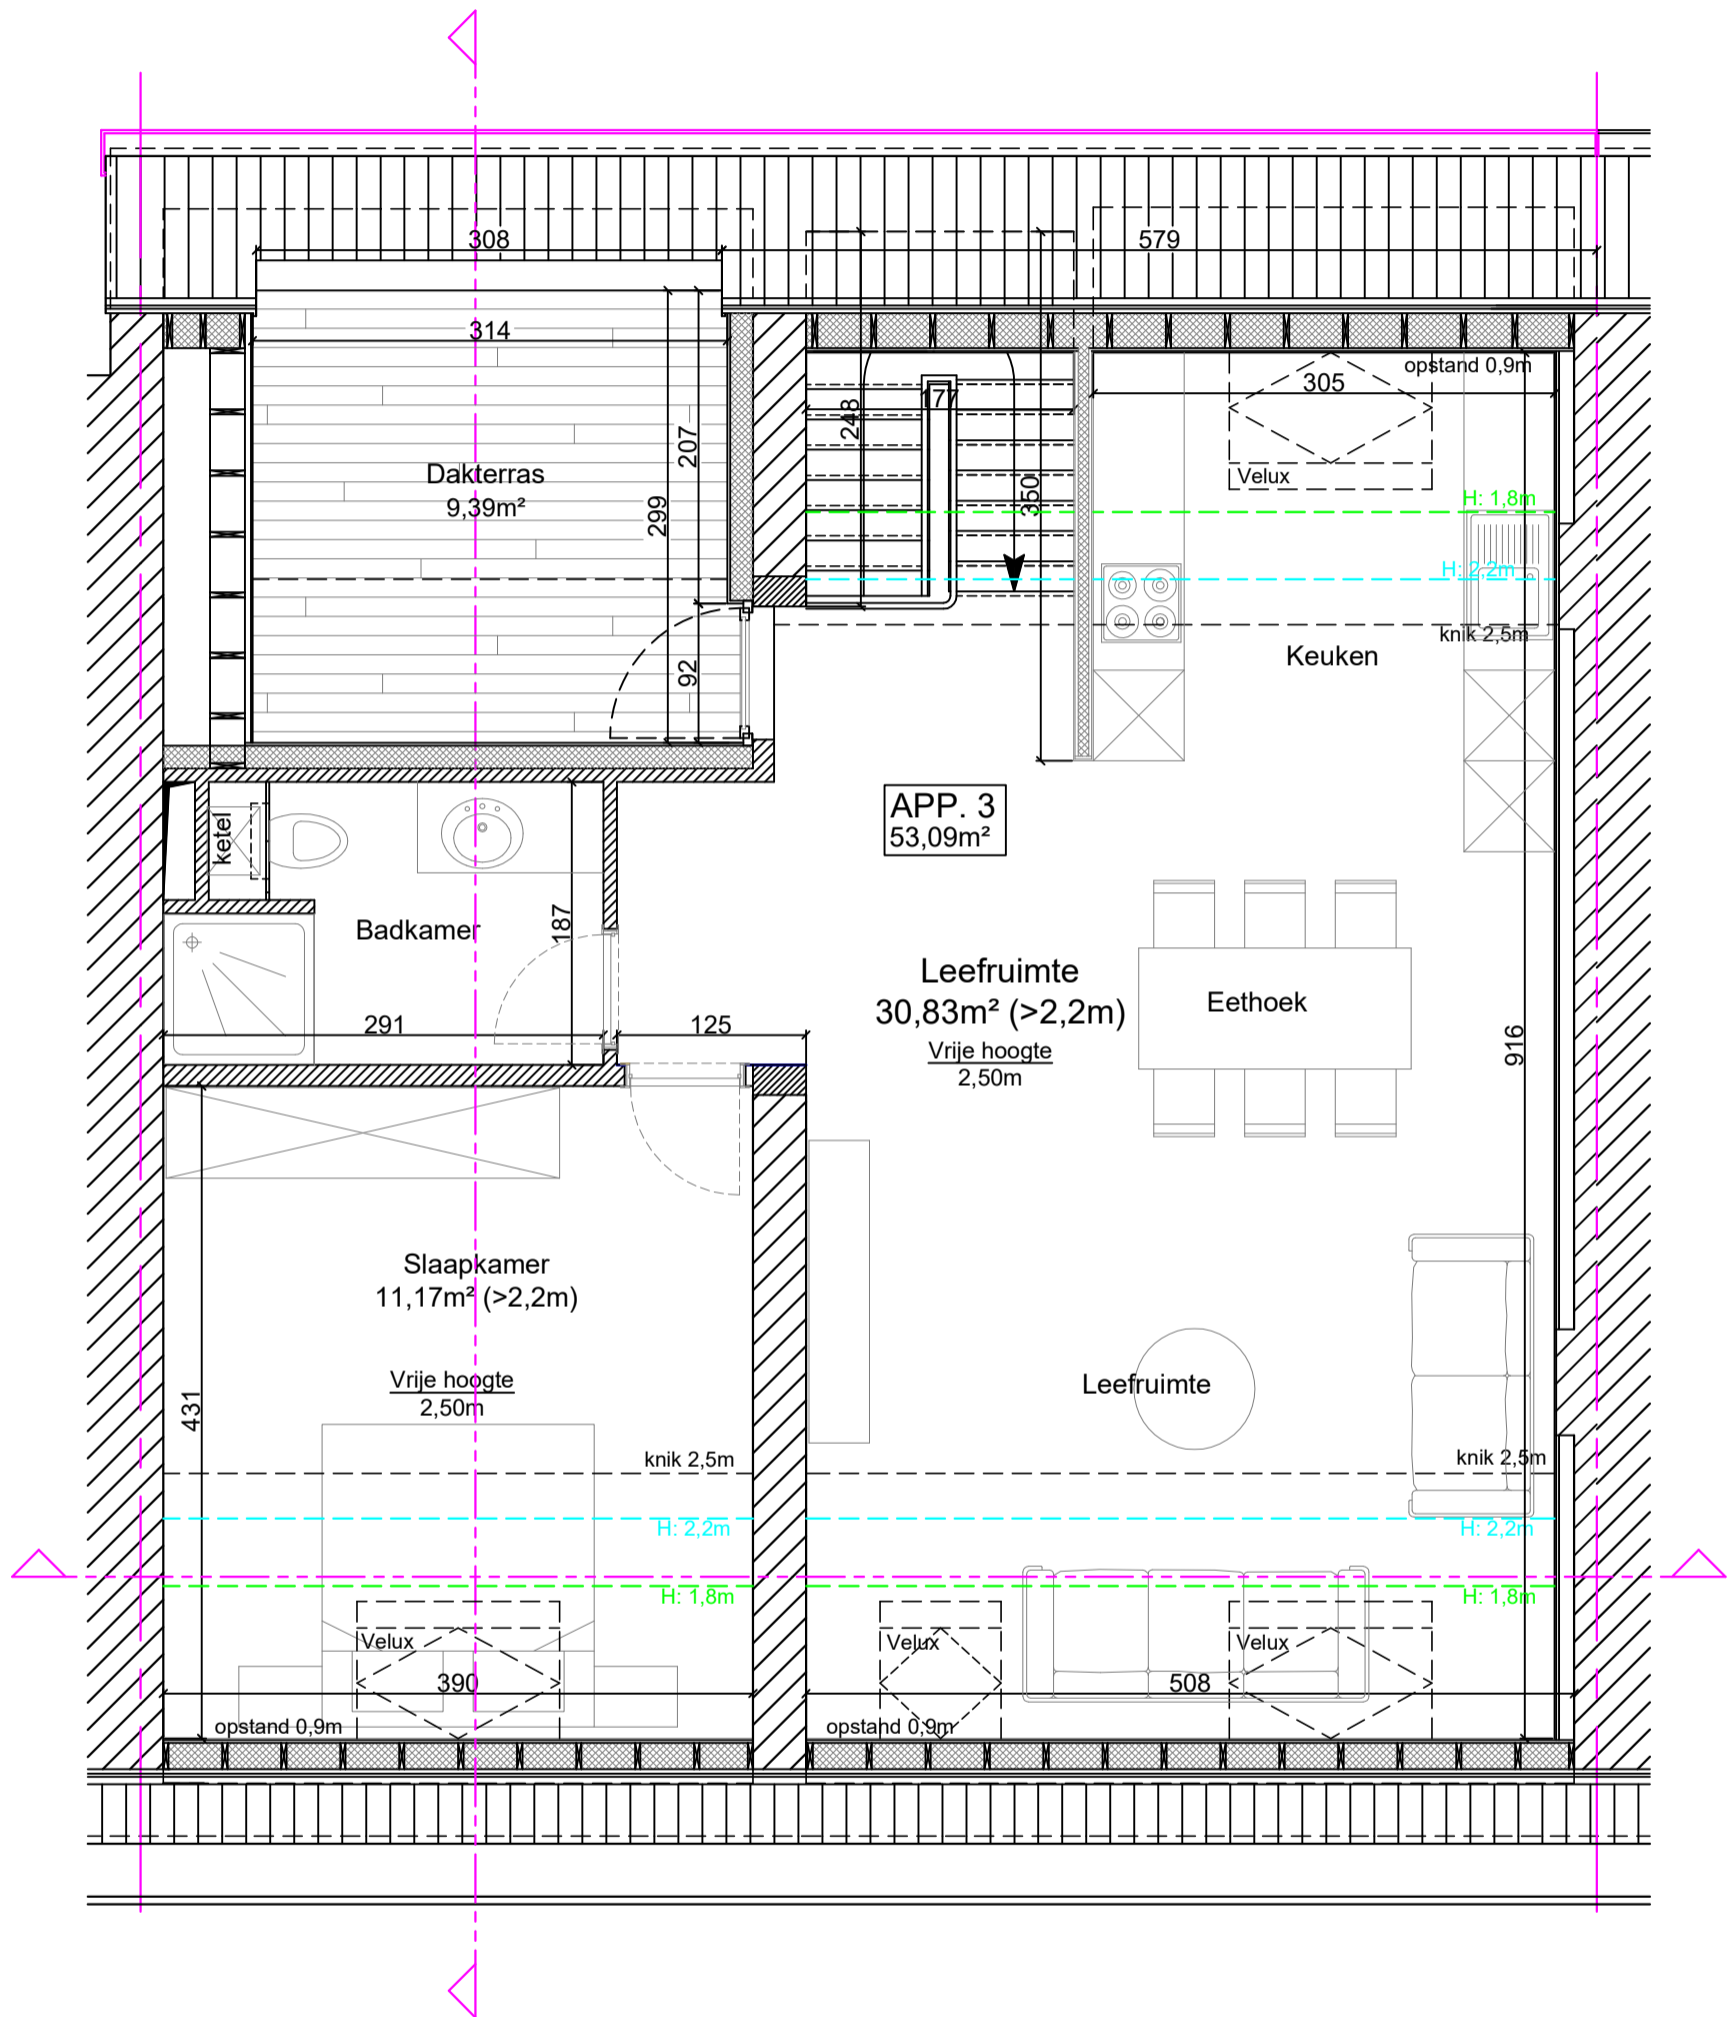 308
579
314
opstand 0,9m
305
177
248
207
Dakterras
9,39m²
299
350
Velux
H: 1,8m
H: 2,2m
knik 2,5m
Keuken
92
APP. 3
53,09m²
ketel
Badkamer
187
Leefruimte
30,83m² (>2,2m)
Vrije hoogte
2,50m
Eethoek
291
125
916
Slaapkamer
11,17m² (>2,2m)
Vrije hoogte
2,50m
431
Leefruimte
knik 2,5m
knik 2,5m
H: 2,2m
H: 2,2m
H: 1,8m
H: 1,8m
Velux
Velux
Velux
390
508
opstand 0,9m
opstand 0,9m